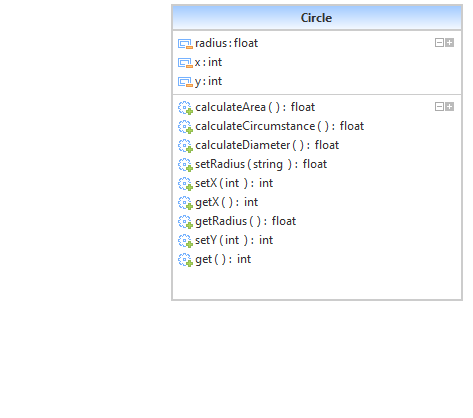 Circle
radius:float
x:int
y:int
calculateArea(): float
calculateCircumstance(): float
calculateDiameter(): float
setRadius(string): float
setX(int): int
getX(): int
getRadius(): float
setY(int): int
get(): int